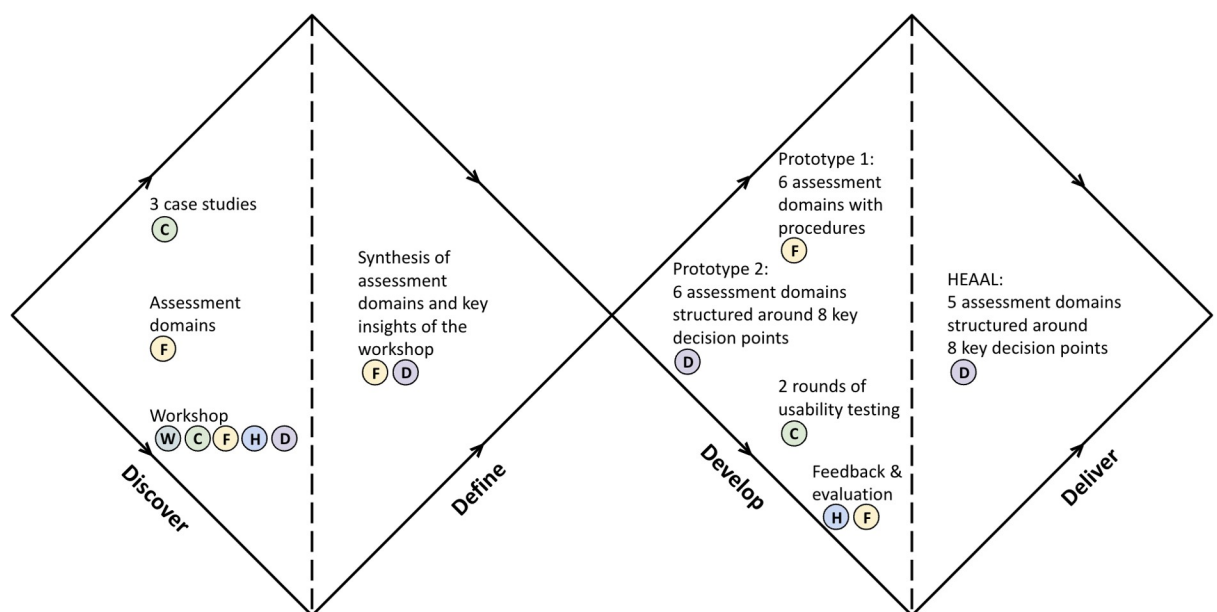 3 case studies
C
Assessment
domains
F
Workshop
W C F H D
Discover
Synthesis of
assessment
domains and key
insights of the
workshop
F D
Define
Prototype 1:
6 assessment
domains with
procedures
F
Prototype 2:
6 assessment domains
structured around 8 key
decision points
D
2 rounds of
usability testing
C
Feedback &
evaluation
H F
Develop
HEAAL:
5 assessment domains
structured around
8 key decision points
D
Deliver